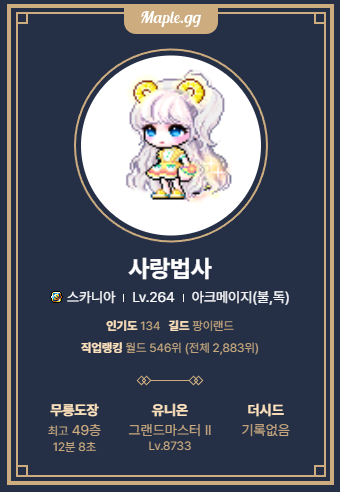 Maple.gg
사랑법사
스카니아 | Lv.264 | 아크메이지(불,독)
인기도 134 길드 팡이랜드
직업랭킹 월드 546위 (전체 2,883위)
무릉도장 유니온 더시드
최고 49층 그랜드마스터 II 기록없음
12분 8초 Lv.8733